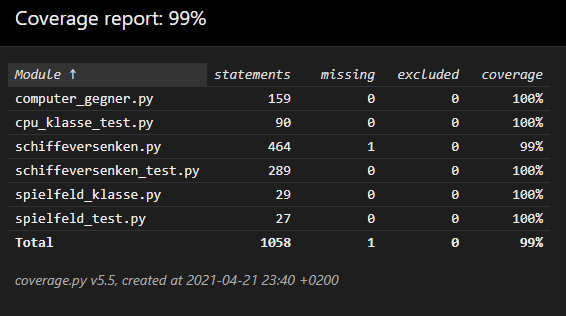 Coverage report: 99%
Module ↑ statements missing excluded coverage
computer_gegner.py 159 0 0 100%
cpu_klasse_test.py 90 0 0 100%
schiffeversenken.py 464 1 0 99%
schiffeversenken_test.py 289 0 0 100%
spielfeld_klasse.py 29 0 0 100%
spielfeld_test.py 27 0 0 100%
Total 1058 1 0 99%
coverage.py v5.5, created at 2021-04-21 23:40 +0200